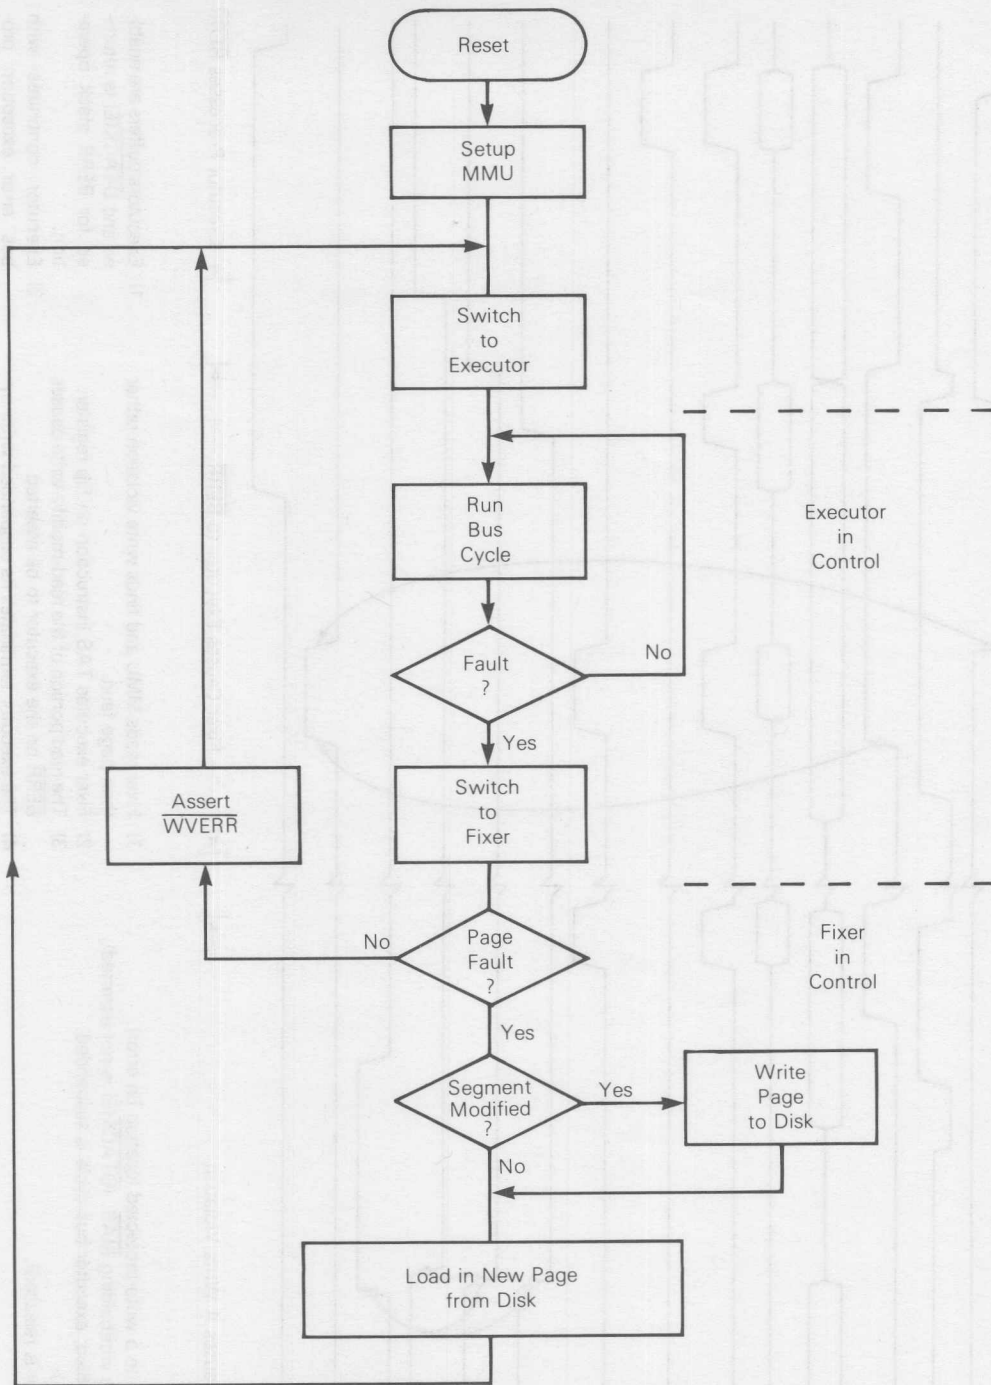 Reset
Setup
MMU
Switch
to
Executor
Run
Bus
Cycle
Executor
in
Control
Fault
?
No
Yes
Switch
to
Fixer
Assert
WVERR
No
Page
Fault
?
Fixer
in
Control
Yes
Segment
Modified
?
Yes
Write
Page
to Disk
No
Load in New Page
from Disk